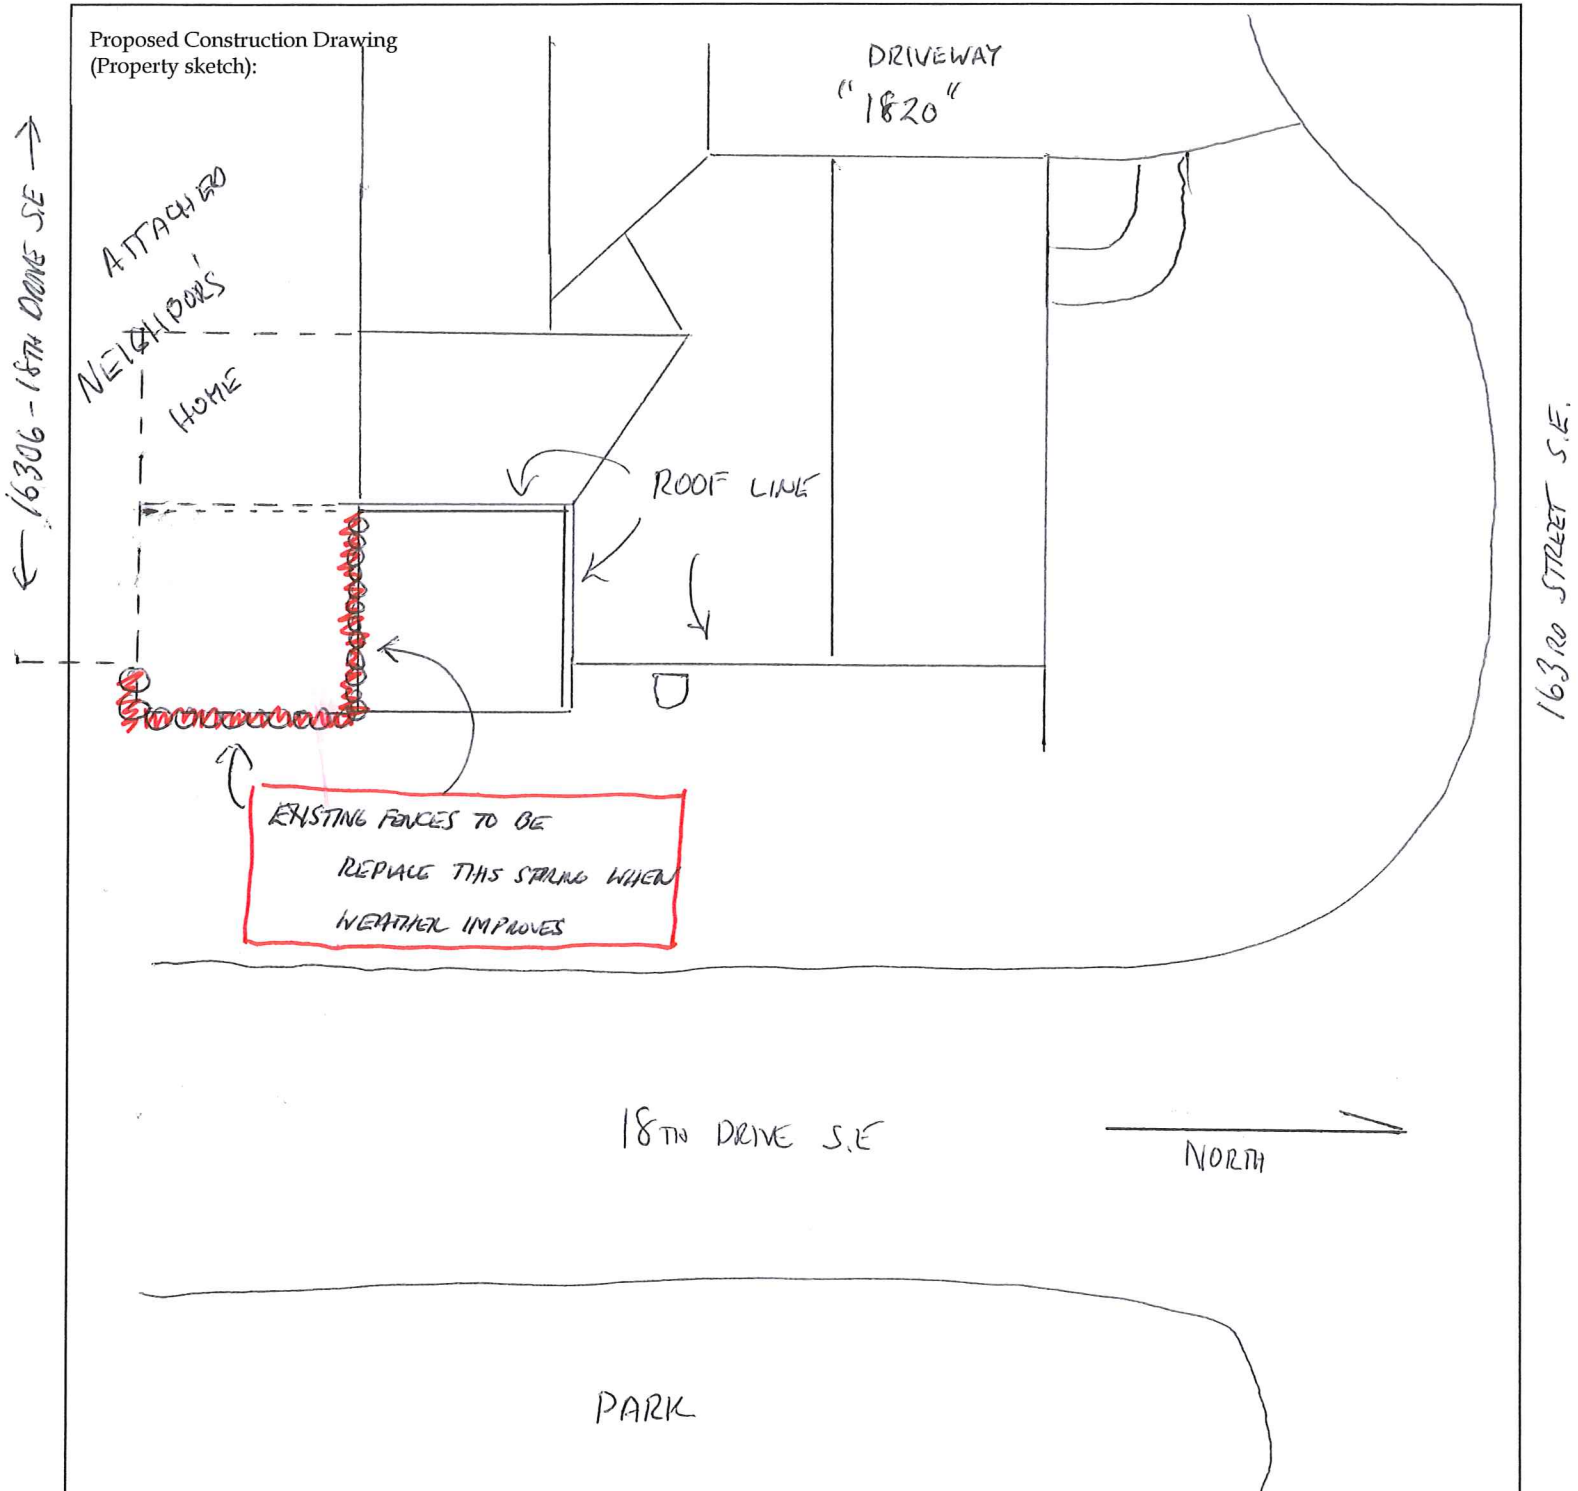 Proposed Construction Drawing
(Property sketch):
DRIVEWAY
"1820"
← 16306 - 18TH DRIVE S.E →
ATTACHED
NEIGHBOR'S
HOME
ROOF LINE
163RD STREET S.E.
EXISTING FENCES TO BE
REPLACE THIS SPRING WHEN
WEATHER IMPROVES
18TH DRIVE S.E
NORTH
PARK